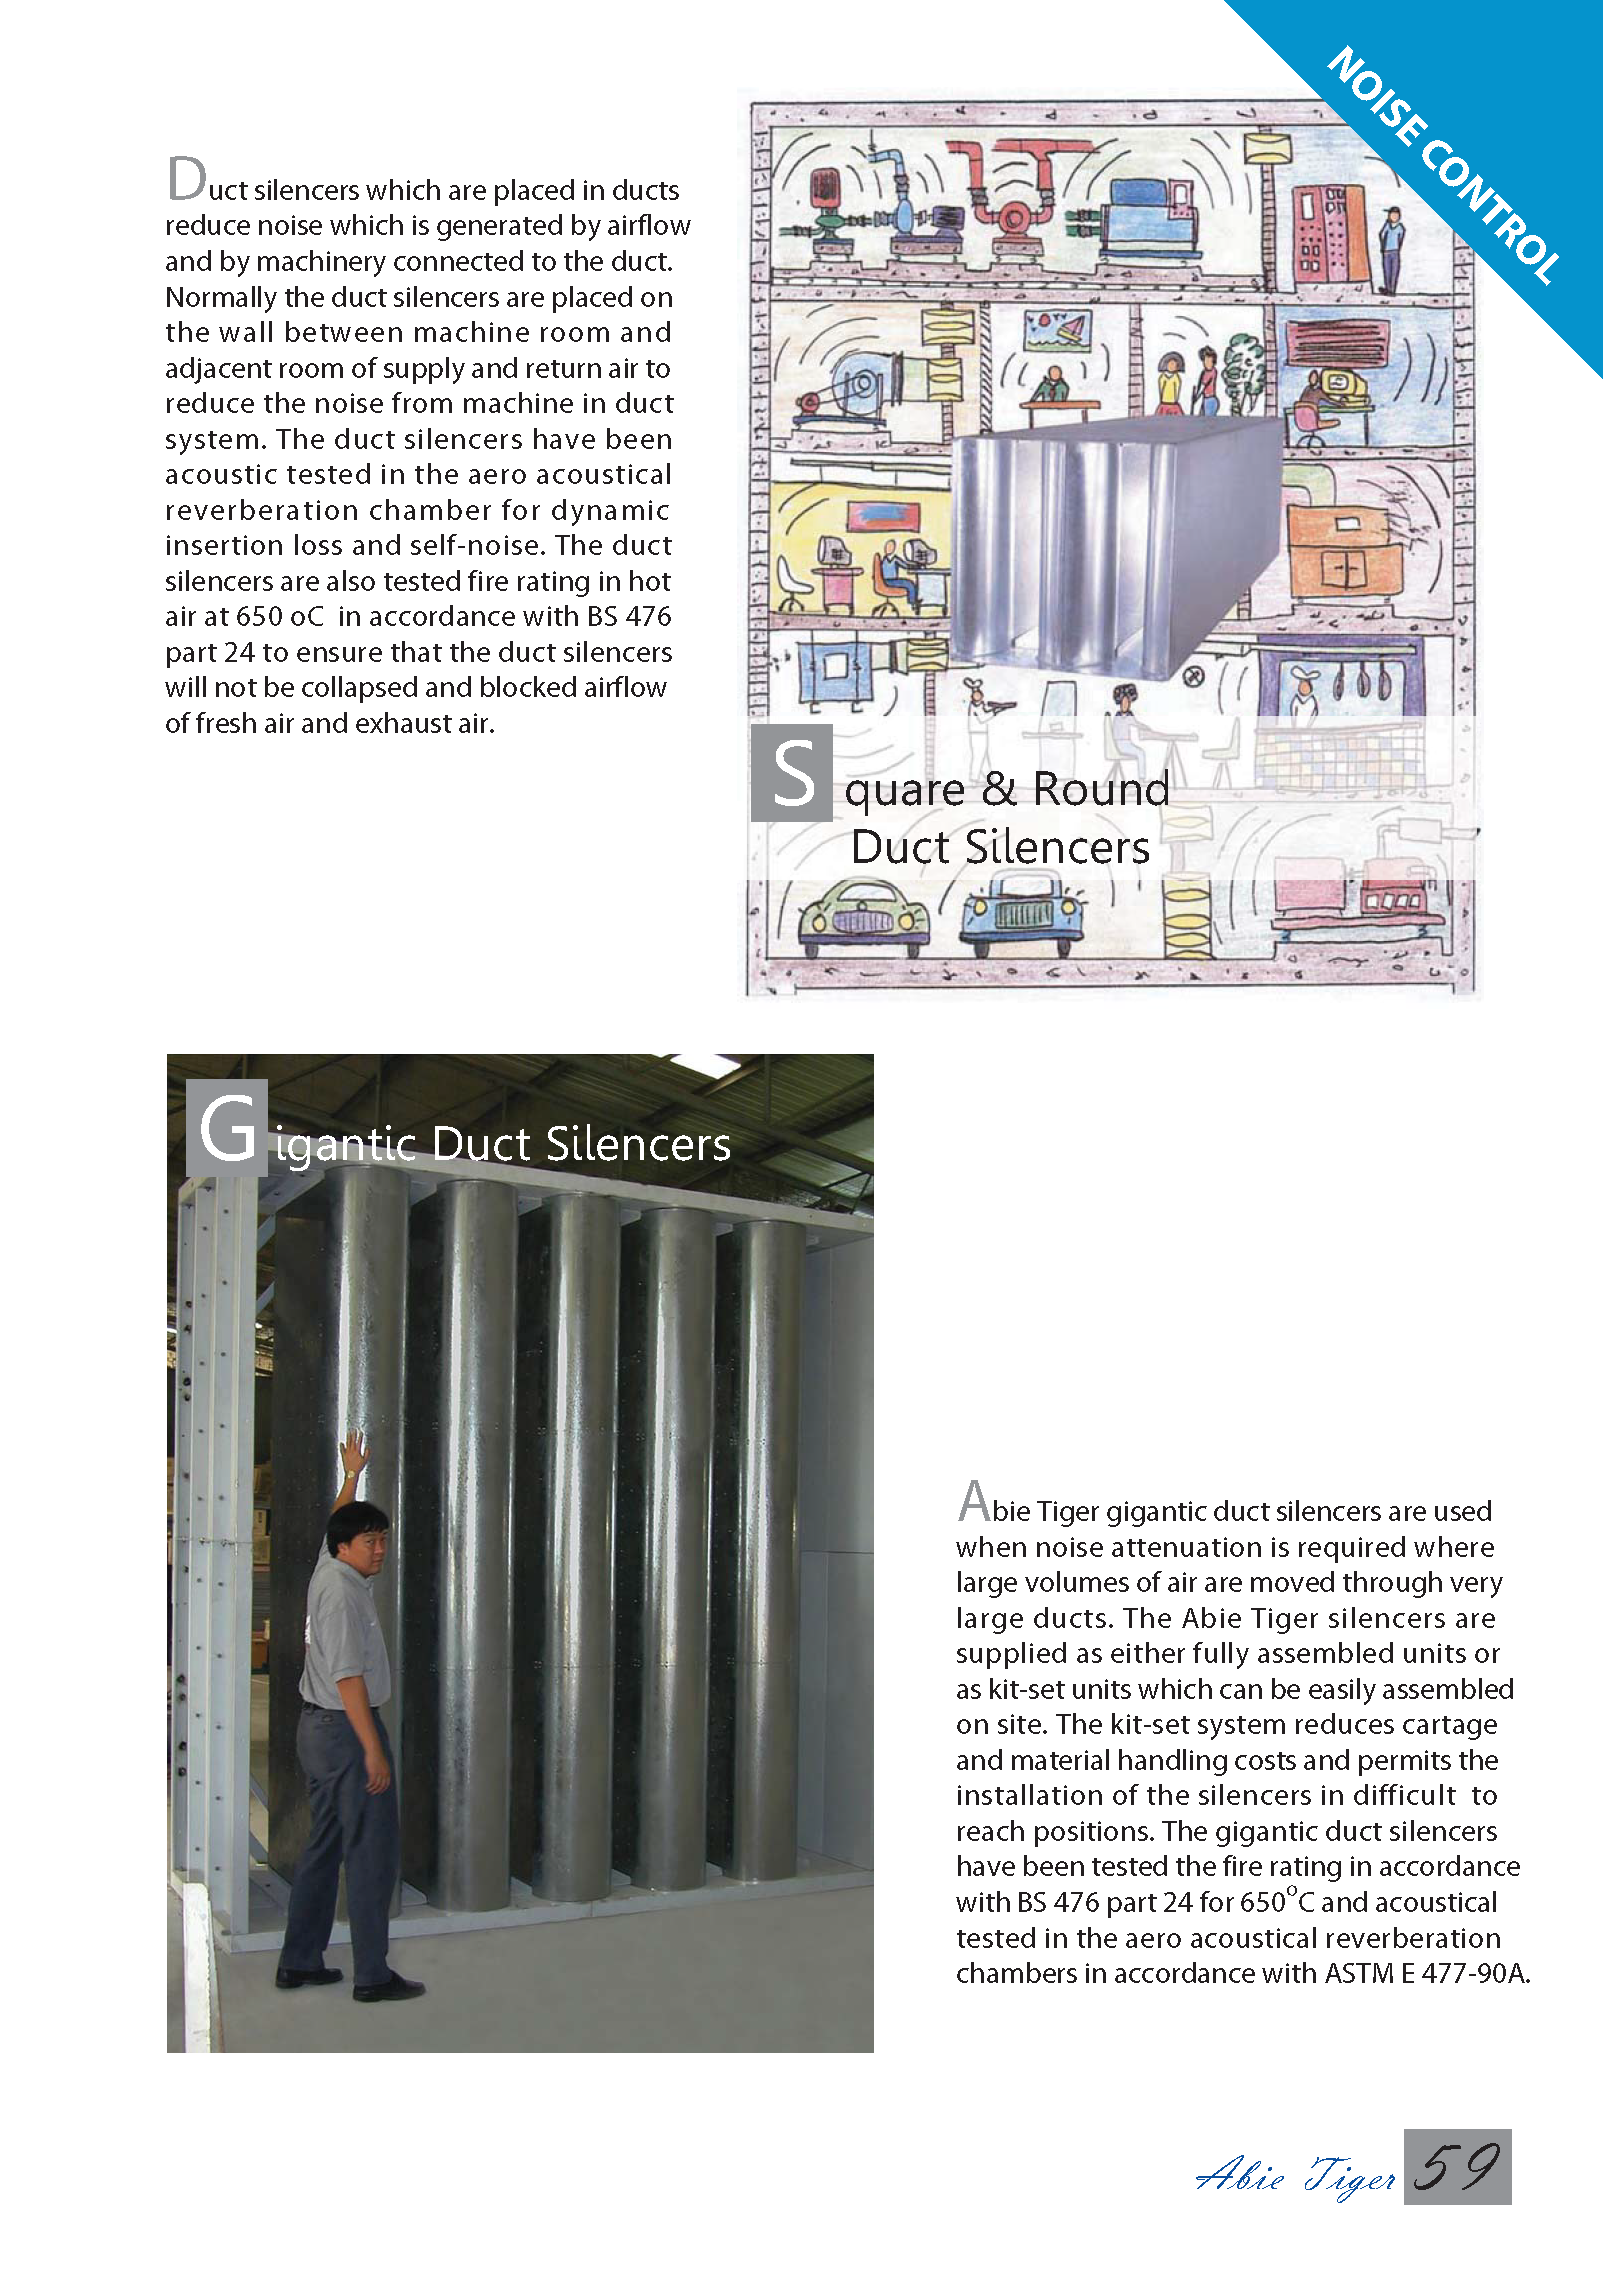 NOISE CONTROL
Duct silencers which are placed in ducts
reduce noise which is generated by airflow
and by machinery connected to the duct.
Normally the duct silencers are placed on
the wall between machine room and
adjacent room of supply and return air to
reduce the noise from machine in duct
system. The duct silencers have been
acoustic tested in the aero acoustical
reverberation chamber for dynamic
insertion loss and self-noise. The duct
silencers are also tested fire rating in hot
air at 650 oC in accordance with BS 476
part 24 to ensure that the duct silencers
will not be collapsed and blocked airflow
of fresh air and exhaust air.
Square & Round
Duct Silencers
Gigantic Duct Silencers
Abie Tiger gigantic duct silencers are used
when noise attenuation is required where
large volumes of air are moved through very
large ducts. The Abie Tiger silencers are
supplied as either fully assembled units or
as kit-set units which can be easily assembled
on site. The kit-set system reduces cartage
and material handling costs and permits the
installation of the silencers in difficult to
reach positions. The gigantic duct silencers
have been tested the fire rating in accordance
with BS 476 part 24 for 650°C and acoustical
tested in the aero acoustical reverberation
chambers in accordance with ASTM E 477-90A.
Abie Tiger 59